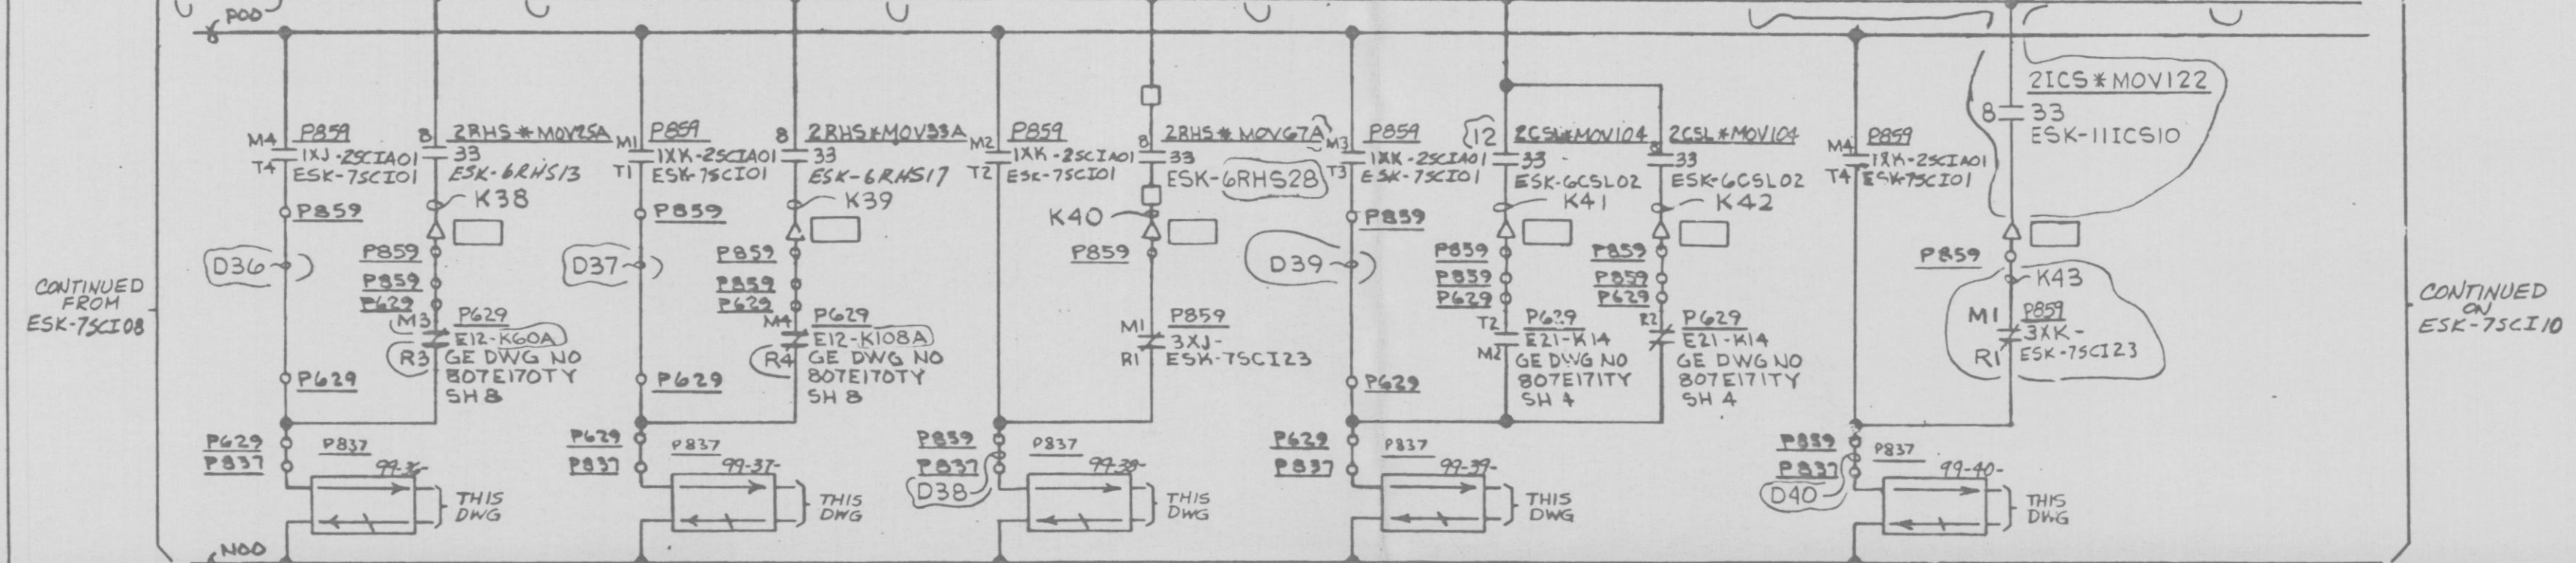 P00
CONTINUED
FROM
ESK-7SCI08
M4
P859
1XJ-2SCIA01
T4
ESK-7SCI01
P859
D36
P629
P629
P837
P837
99-36-
THIS
DWG
8
2RHS*MOV25A
33
ESK-6RHS13
K38
P859
P859
P629
M3
P629
E12-K60A
R3
GE DWG NO
807E170TY
SH 8
M1
P859
1XK-2SCIA01
T1
ESK-7SCI01
P859
D37
P629
P629
P837
P837
99-37-
THIS
DWG
8
2RHS*MOV33A
33
ESK-6RHS17
K39
P859
P859
P629
M4
P629
E12-K108A
R4
GE DWG NO
807E170TY
SH 8
M2
P859
1XK-2SCIA01
T2
ESK-7SCI01
P859
P837
P837
D38
99-38-
THIS
DWG
8
2RHS*MOV67A
33
ESK-6RHS28
K40
P859
M1
P859
3XJ-
R1
ESK-7SCI23
M3
P859
1XK-2SCIA01
T3
ESK-7SCI01
P859
D39
P629
P629
P837
P837
99-39-
THIS
DWG
12
2CSL*MOV104
33
ESK-6CSL02
K41
P859
P859
P629
T2
P629
E21-K14
M2
GE DWG NO
807E171TY
SH 4
8
2CSL*MOV104
33
ESK-6CSL02
K42
P859
P859
P629
R2
P629
E21-K14
GE DWG NO
807E171TY
SH 4
M4
P859
1XK-2SCIA01
T4
ESK-7SCI01
P859
P837
P837
D40
99-40-
THIS
DWG
2ICS*MOV122
8
33
ESK-11ICS10
P859
K43
M1
P859
3XK-
R1
ESK-7SCI23
CONTINUED
ON
ESK-7SCI10
N00